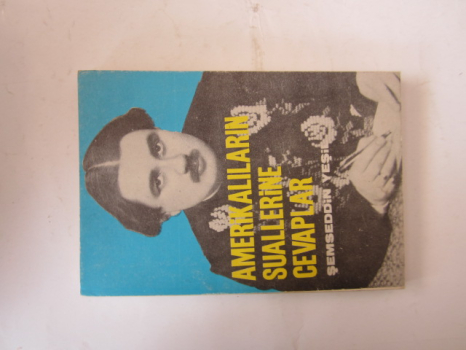 AMERİKALILARIN
SUALLERİNE
CEVAPLAR
ŞEMSEDDİN YEŞİL